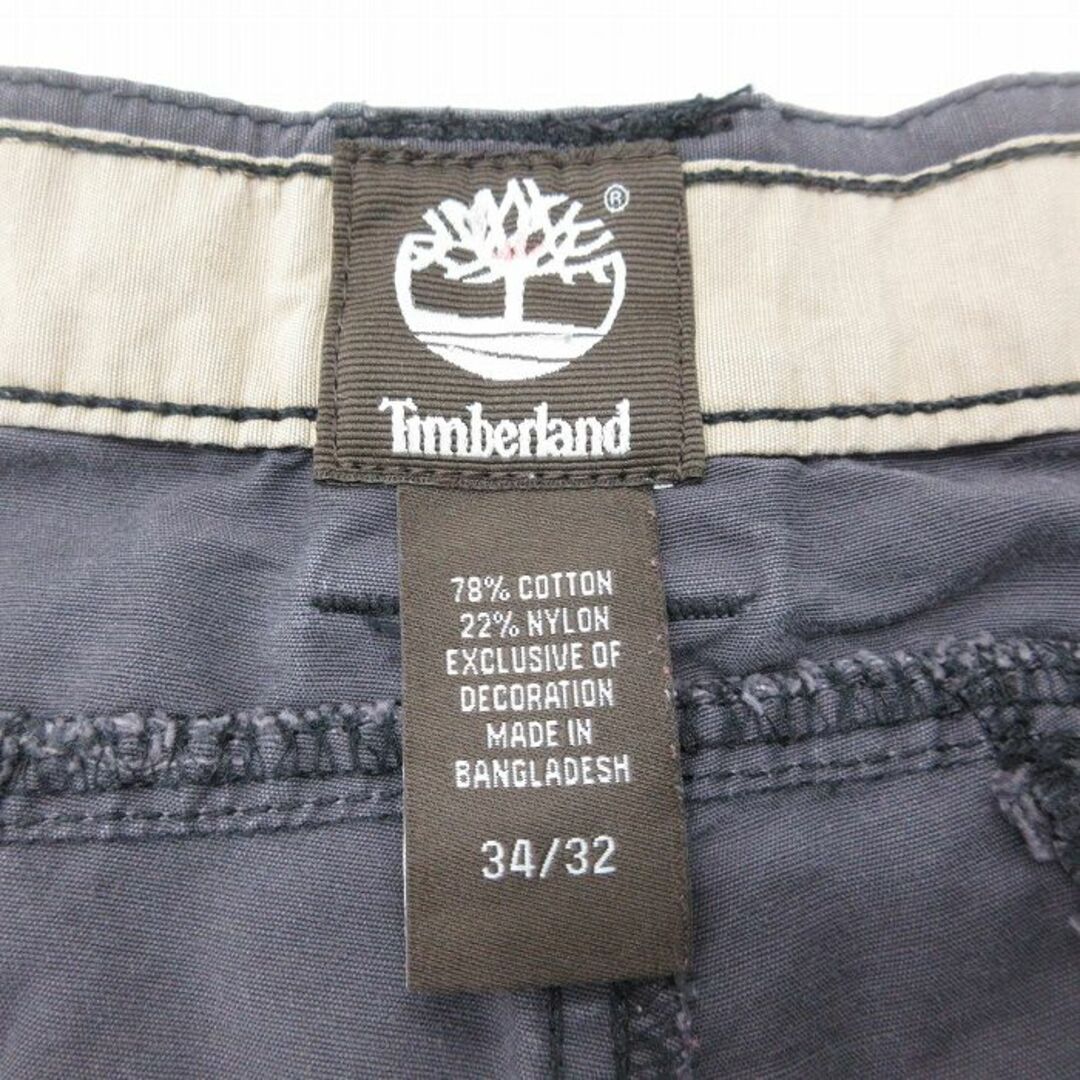 ®
Timberland
78% COTTON
22% NYLON
EXCLUSIVE OF
DECORATION
MADE IN
BANGLADESH
34/32